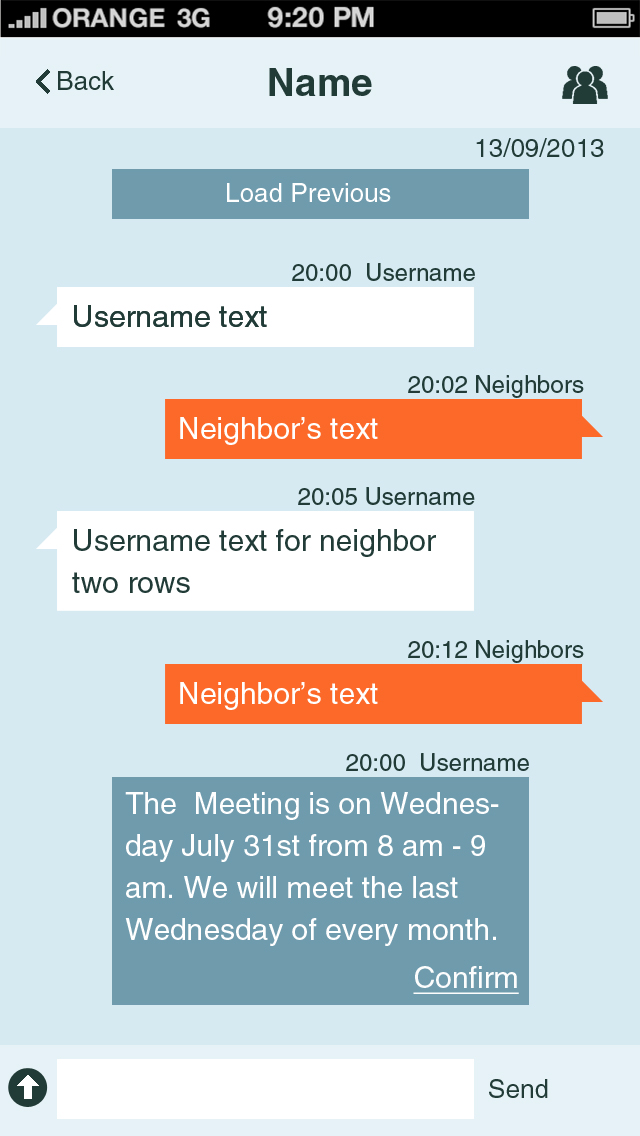 ORANGE 3G 9:20 PM
Back Name
13/09/2013
Load Previous
20:00 Username
Username text
20:02 Neighbors
Neighbor’s text
20:05 Username
Username text for neighbor
two rows
20:12 Neighbors
Neighbor’s text
20:00 Username
The Meeting is on Wednes-
day July 31st from 8 am - 9
am. We will meet the last
Wednesday of every month.
Confirm
Send